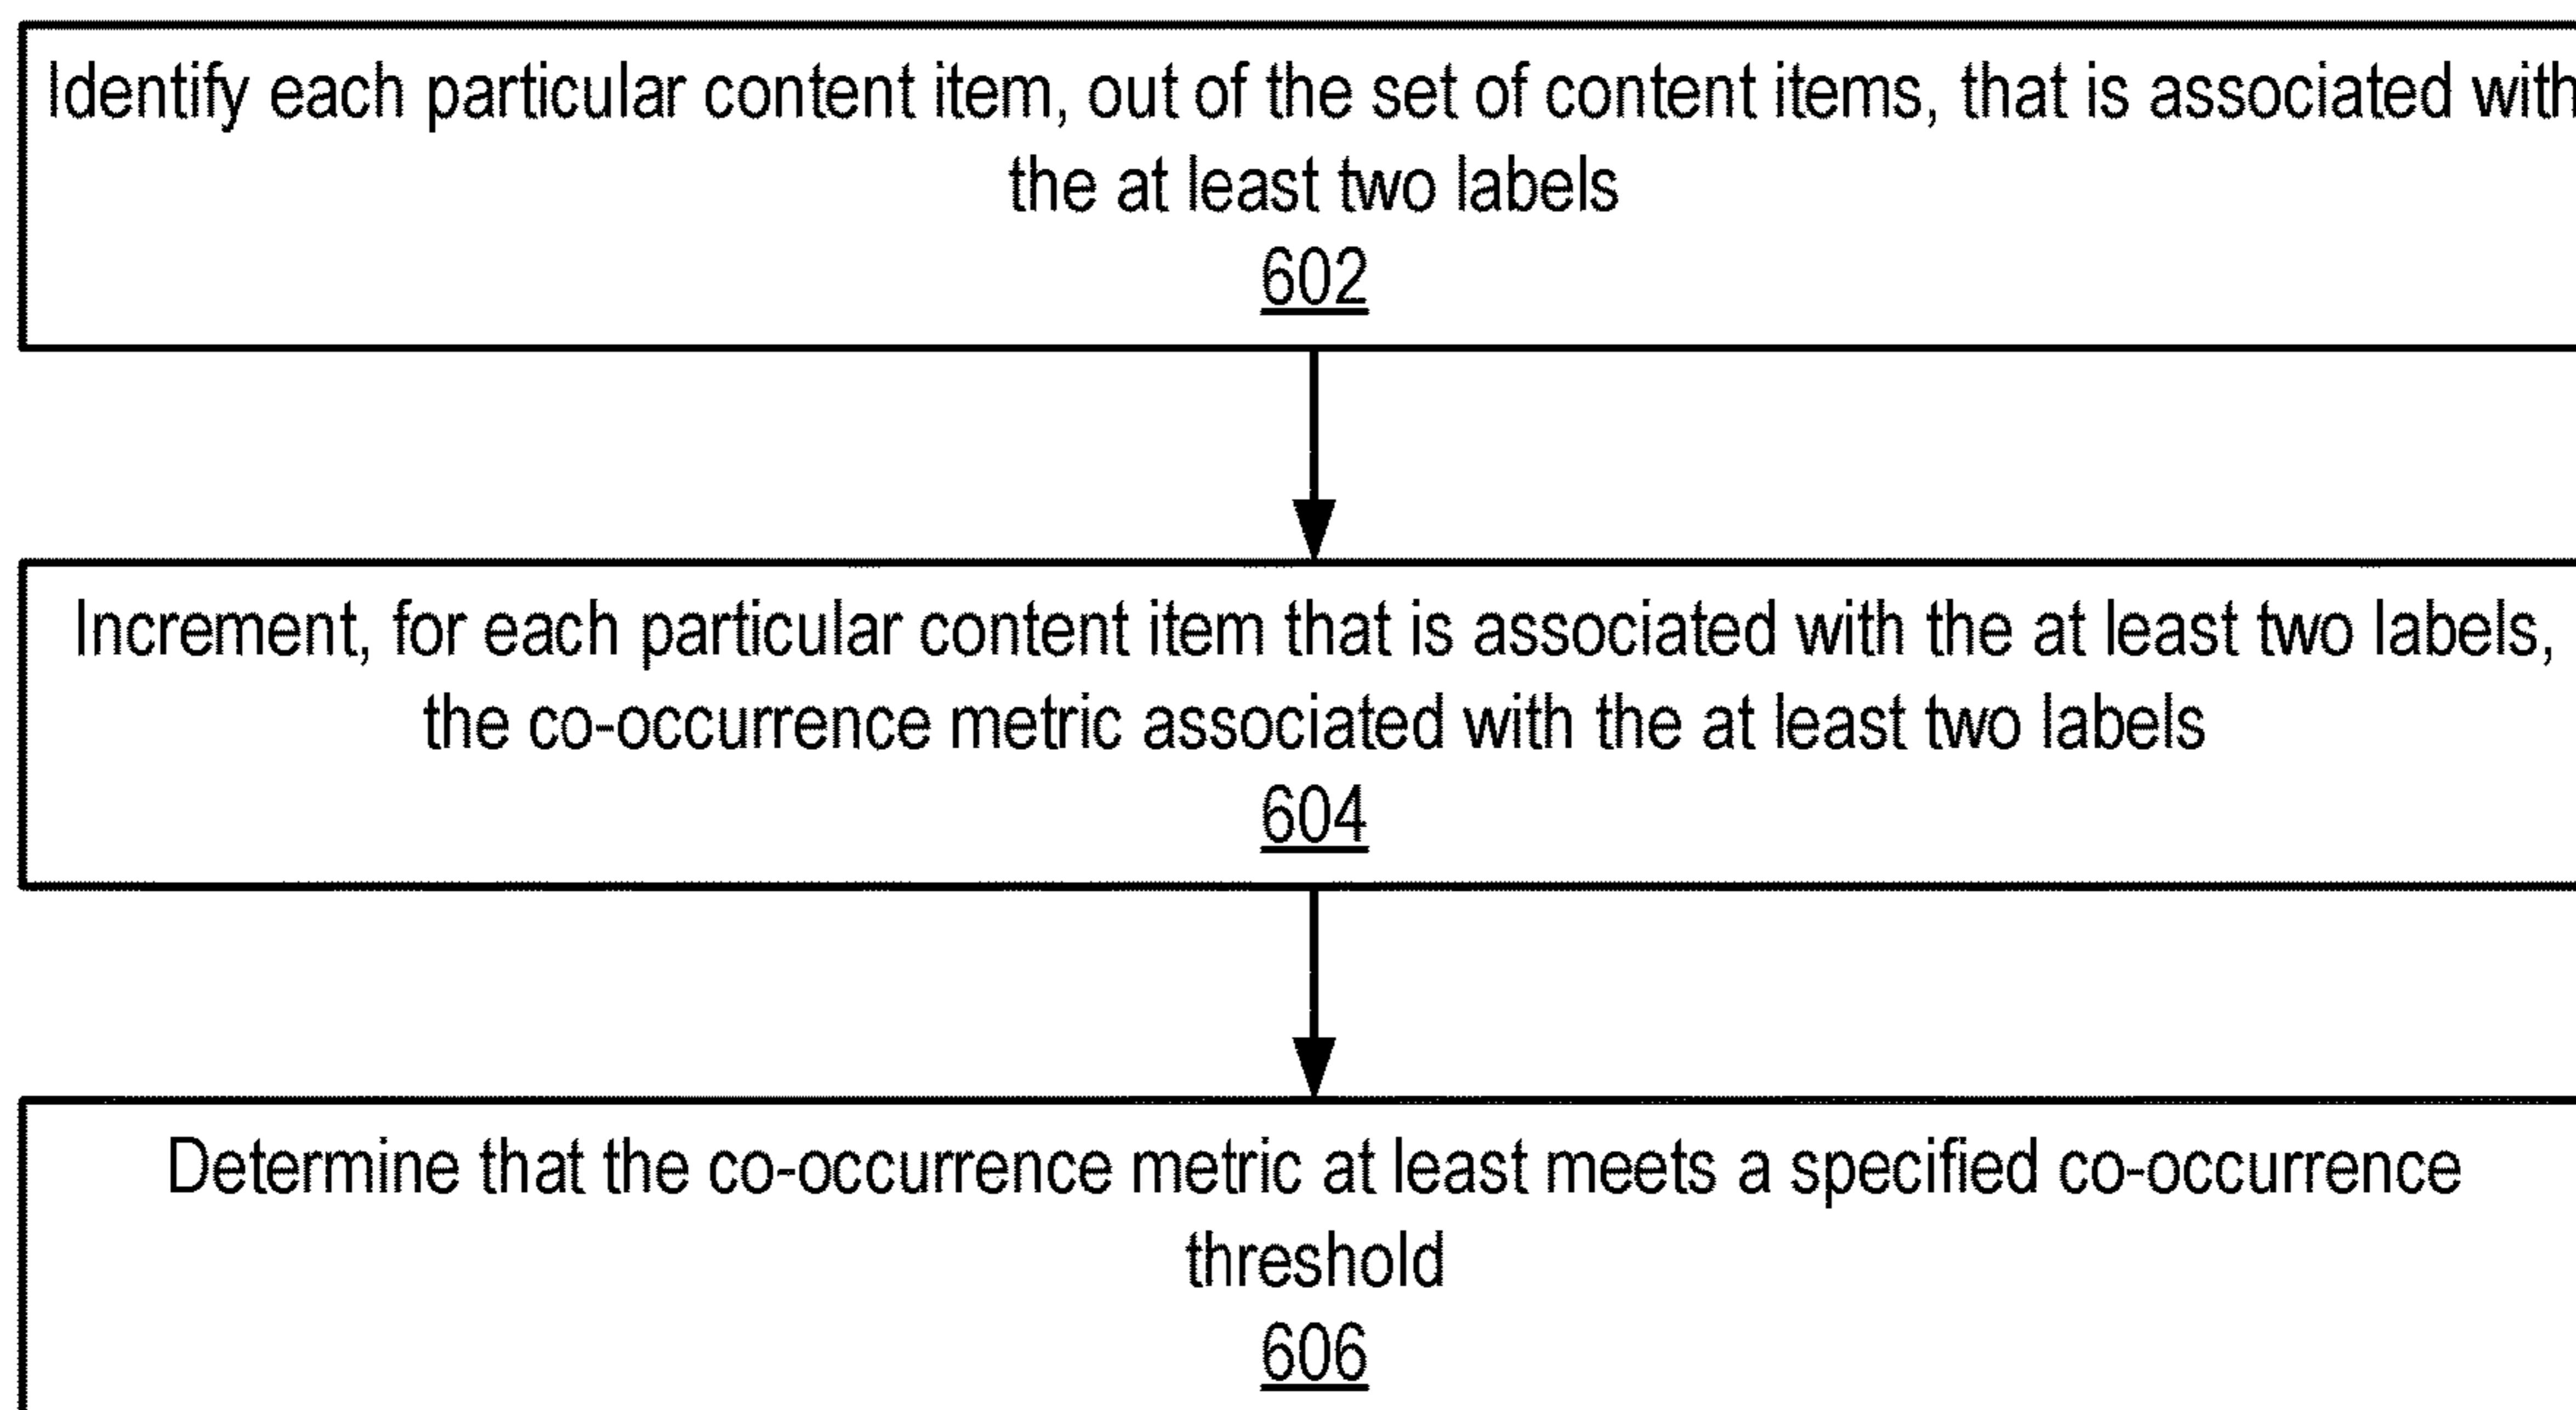 Identify each particular content item, out of the set of content items, that is associated with
the at least two labels
602
Increment, for each particular content item that is associated with the at least two labels,
the co-occurrence metric associated with the at least two labels
604
Determine that the co-occurrence metric at least meets a specified co-occurrence
threshold
606